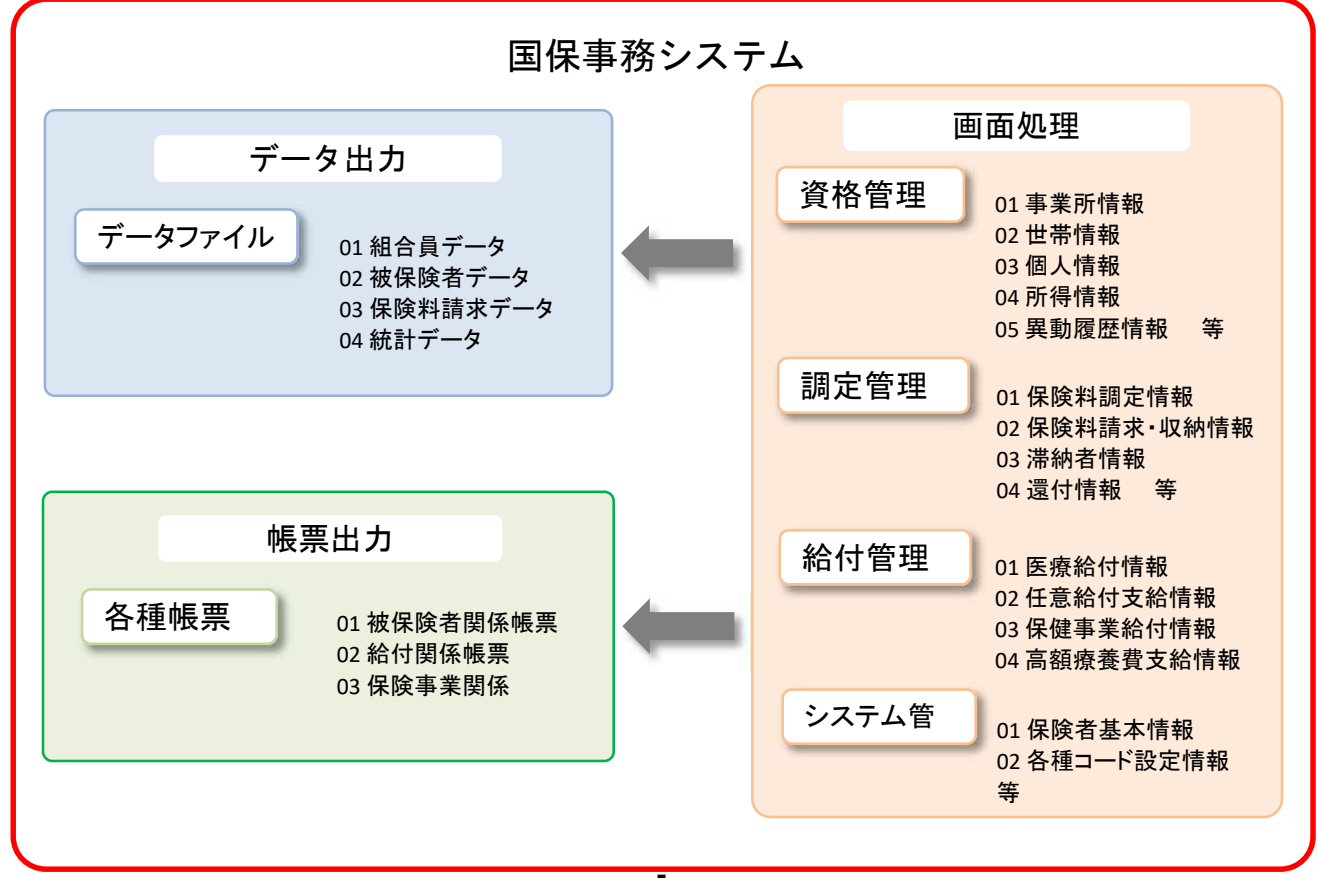 国保事務システム
データ出力
データファイル
01 組合員データ
02 被保険者データ
03 保険料請求データ
04 統計データ
帳票出力
各種帳票
01 被保険者関係帳票
02 給付関係帳票
03 保険事業関係
画面処理
資格管理
01 事業所情報
02 世帯情報
03 個人情報
04 所得情報
05 異動履歴情報 等
調定管理
01 保険料調定情報
02 保険料請求・収納情報
03 滞納者情報
04 還付情報 等
給付管理
01 医療給付情報
02 任意給付支給情報
03 保健事業給付情報
04 高額療養費支給情報
システム管
01 保険者基本情報
02 各種コード設定情報
等